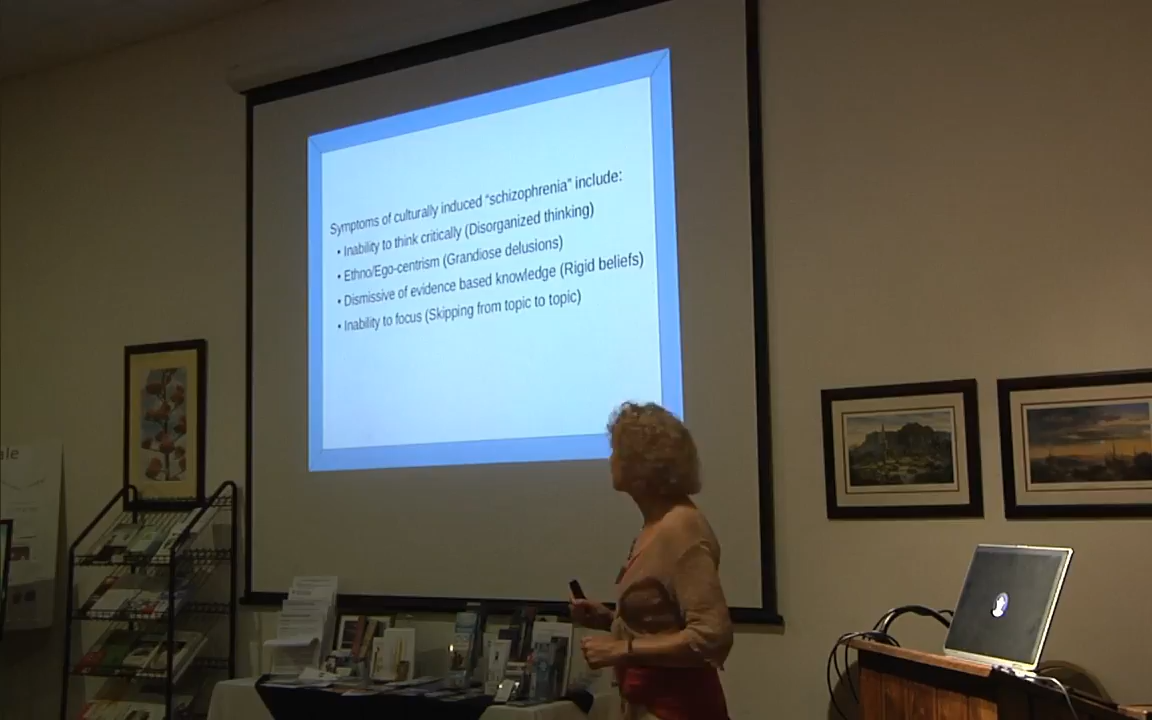 Symptoms of culturally induced “schizophrenia” include:
• Inability to think critically (Disorganized thinking)
• Ethno/Ego-centrism (Grandiose delusions)
• Dismissive of evidence based knowledge (Rigid beliefs)
• Inability to focus (Skipping from topic to topic)
ale